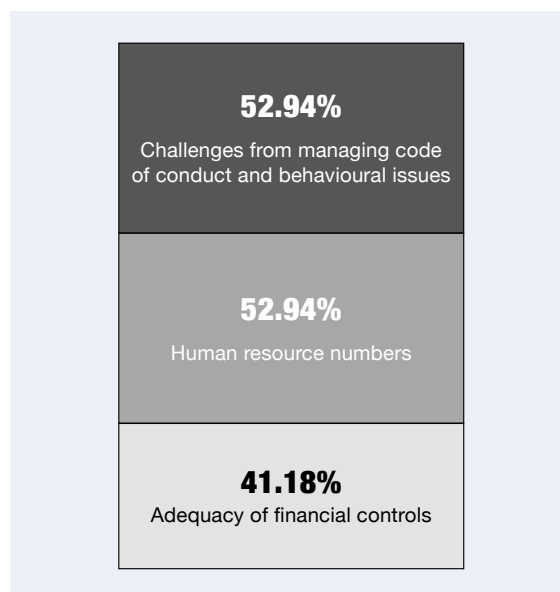 52.94%
Challenges from managing code
of conduct and behavioural issues
52.94%
Human resource numbers
41.18%
Adequacy of financial controls